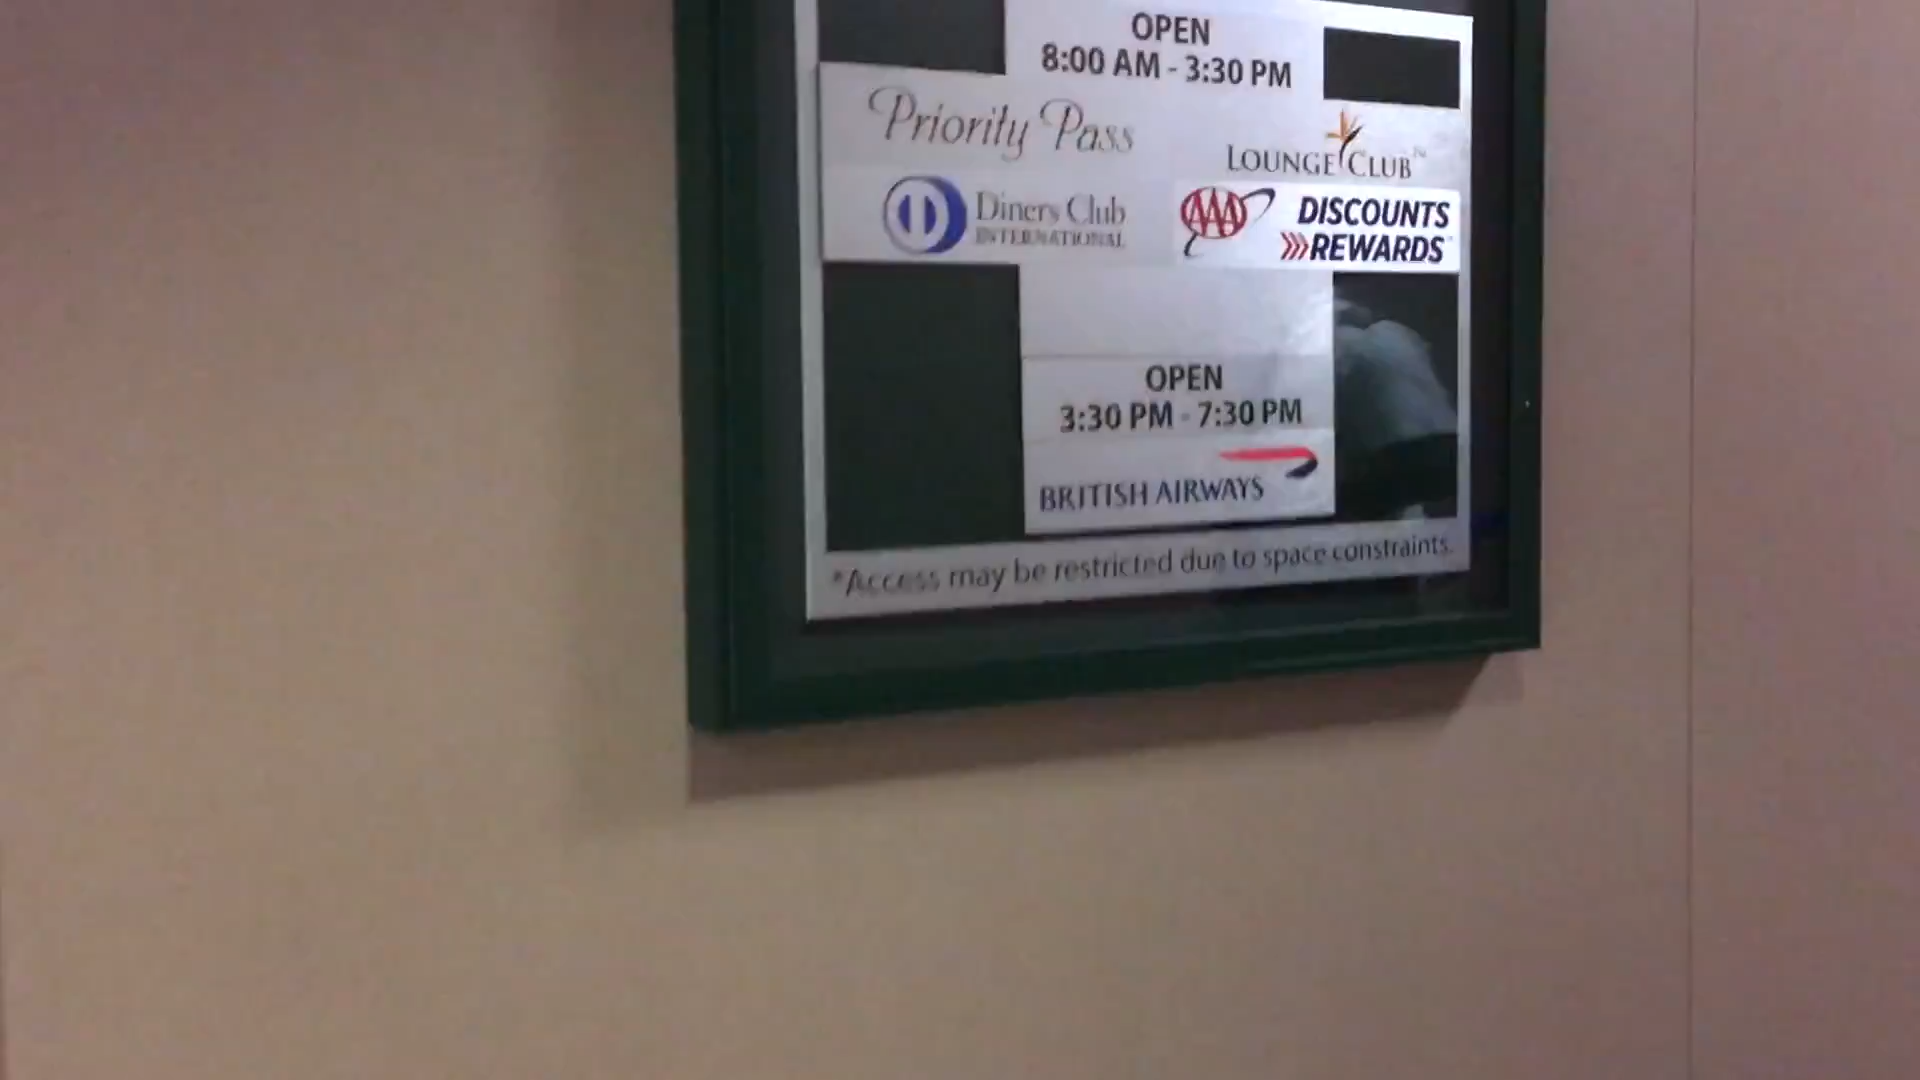 OPEN
8:00 AM - 3:30 PM
Priority Pass
LOUNGE CLUB™
Diners Club
INTERNATIONAL
AAA
DISCOUNTS
REWARDS
OPEN
3:30 PM - 7:30 PM
BRITISH AIRWAYS
*Access may be restricted due to space constraints.